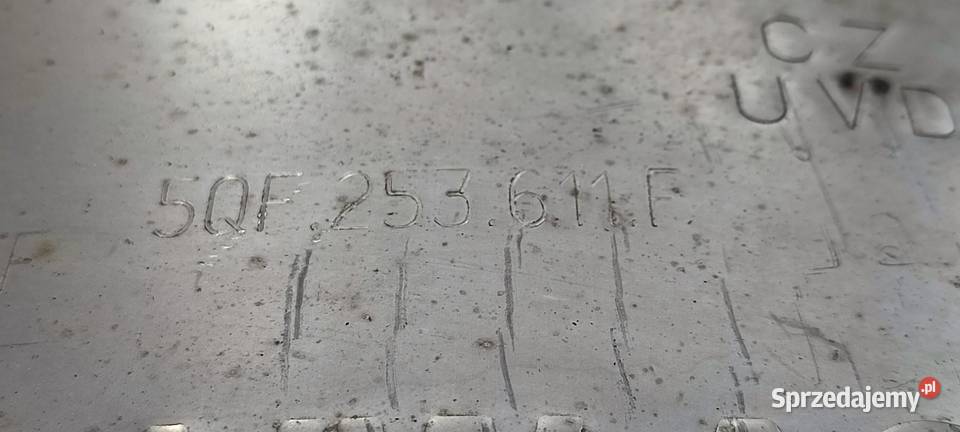 CZ
UVD
5QF.253.611.F
Sprzedajemy.pl